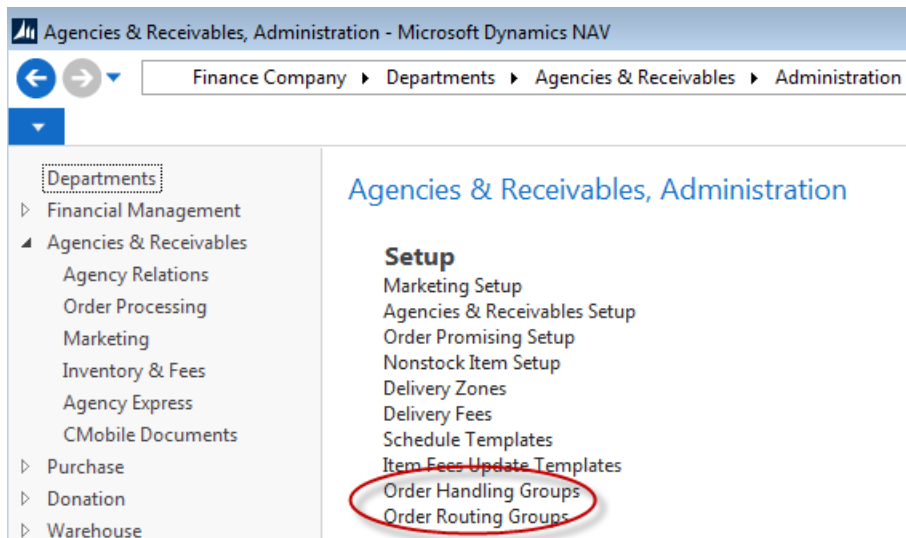 Agencies & Receivables, Administration - Microsoft Dynamics NAV
Finance Company ▸ Departments ▸ Agencies & Receivables ▸ Administration
Departments
Financial Management
Agencies & Receivables
Agency Relations
Order Processing
Marketing
Inventory & Fees
Agency Express
CMobile Documents
Purchase
Donation
Warehouse
Agencies & Receivables, Administration
Setup
Marketing Setup
Agencies & Receivables Setup
Order Promising Setup
Nonstock Item Setup
Delivery Zones
Delivery Fees
Schedule Templates
Item Fees Update Templates
Order Handling Groups
Order Routing Groups